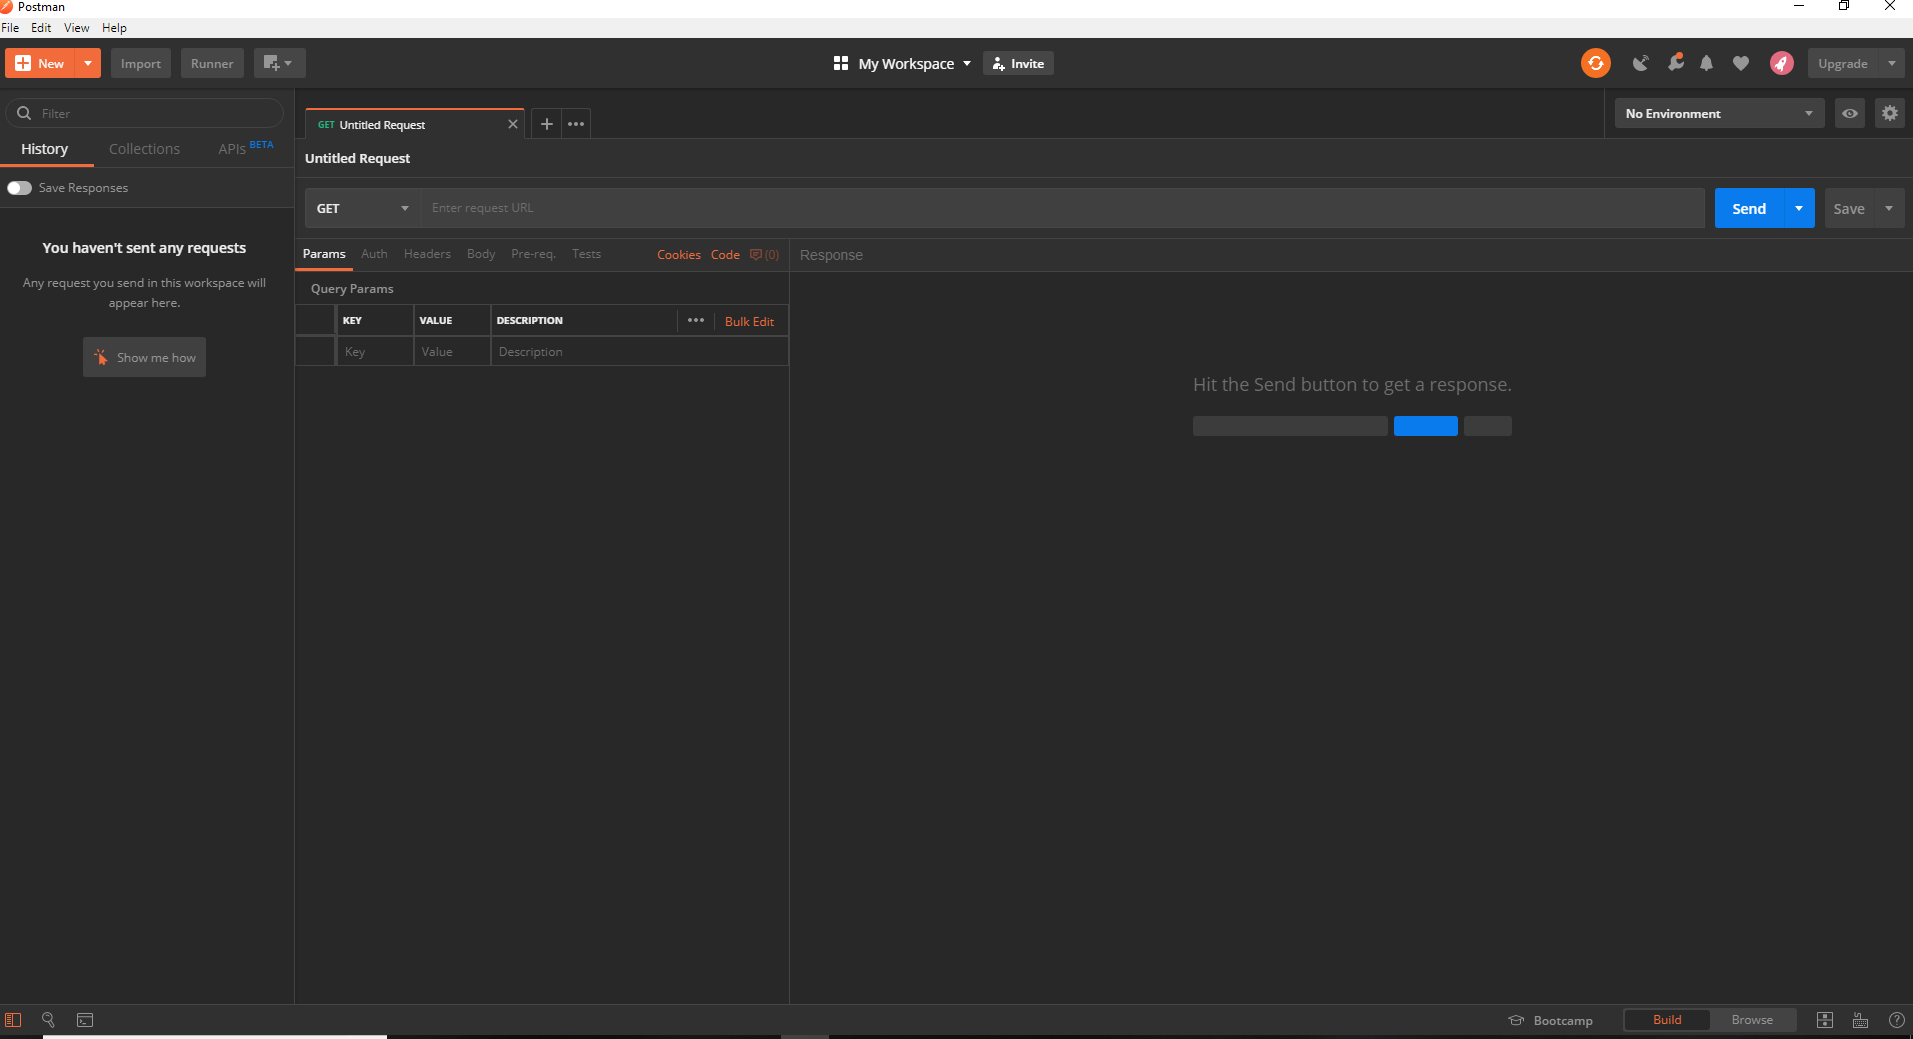 Postman
File Edit View Help
New Import Runner My Workspace Invite Upgrade
Filter
History Collections APIs BETA
Save Responses
You haven't sent any requests
Any request you send in this workspace will
appear here.
Show me how
GET Untitled Request
No Environment
Untitled Request
GET Enter request URL Send Save
Params Auth Headers Body Pre-req. Tests Cookies Code (0)
Response
Query Params
KEY VALUE DESCRIPTION Bulk Edit
Key Value Description
Hit the Send button to get a response.
Bootcamp Build Browse